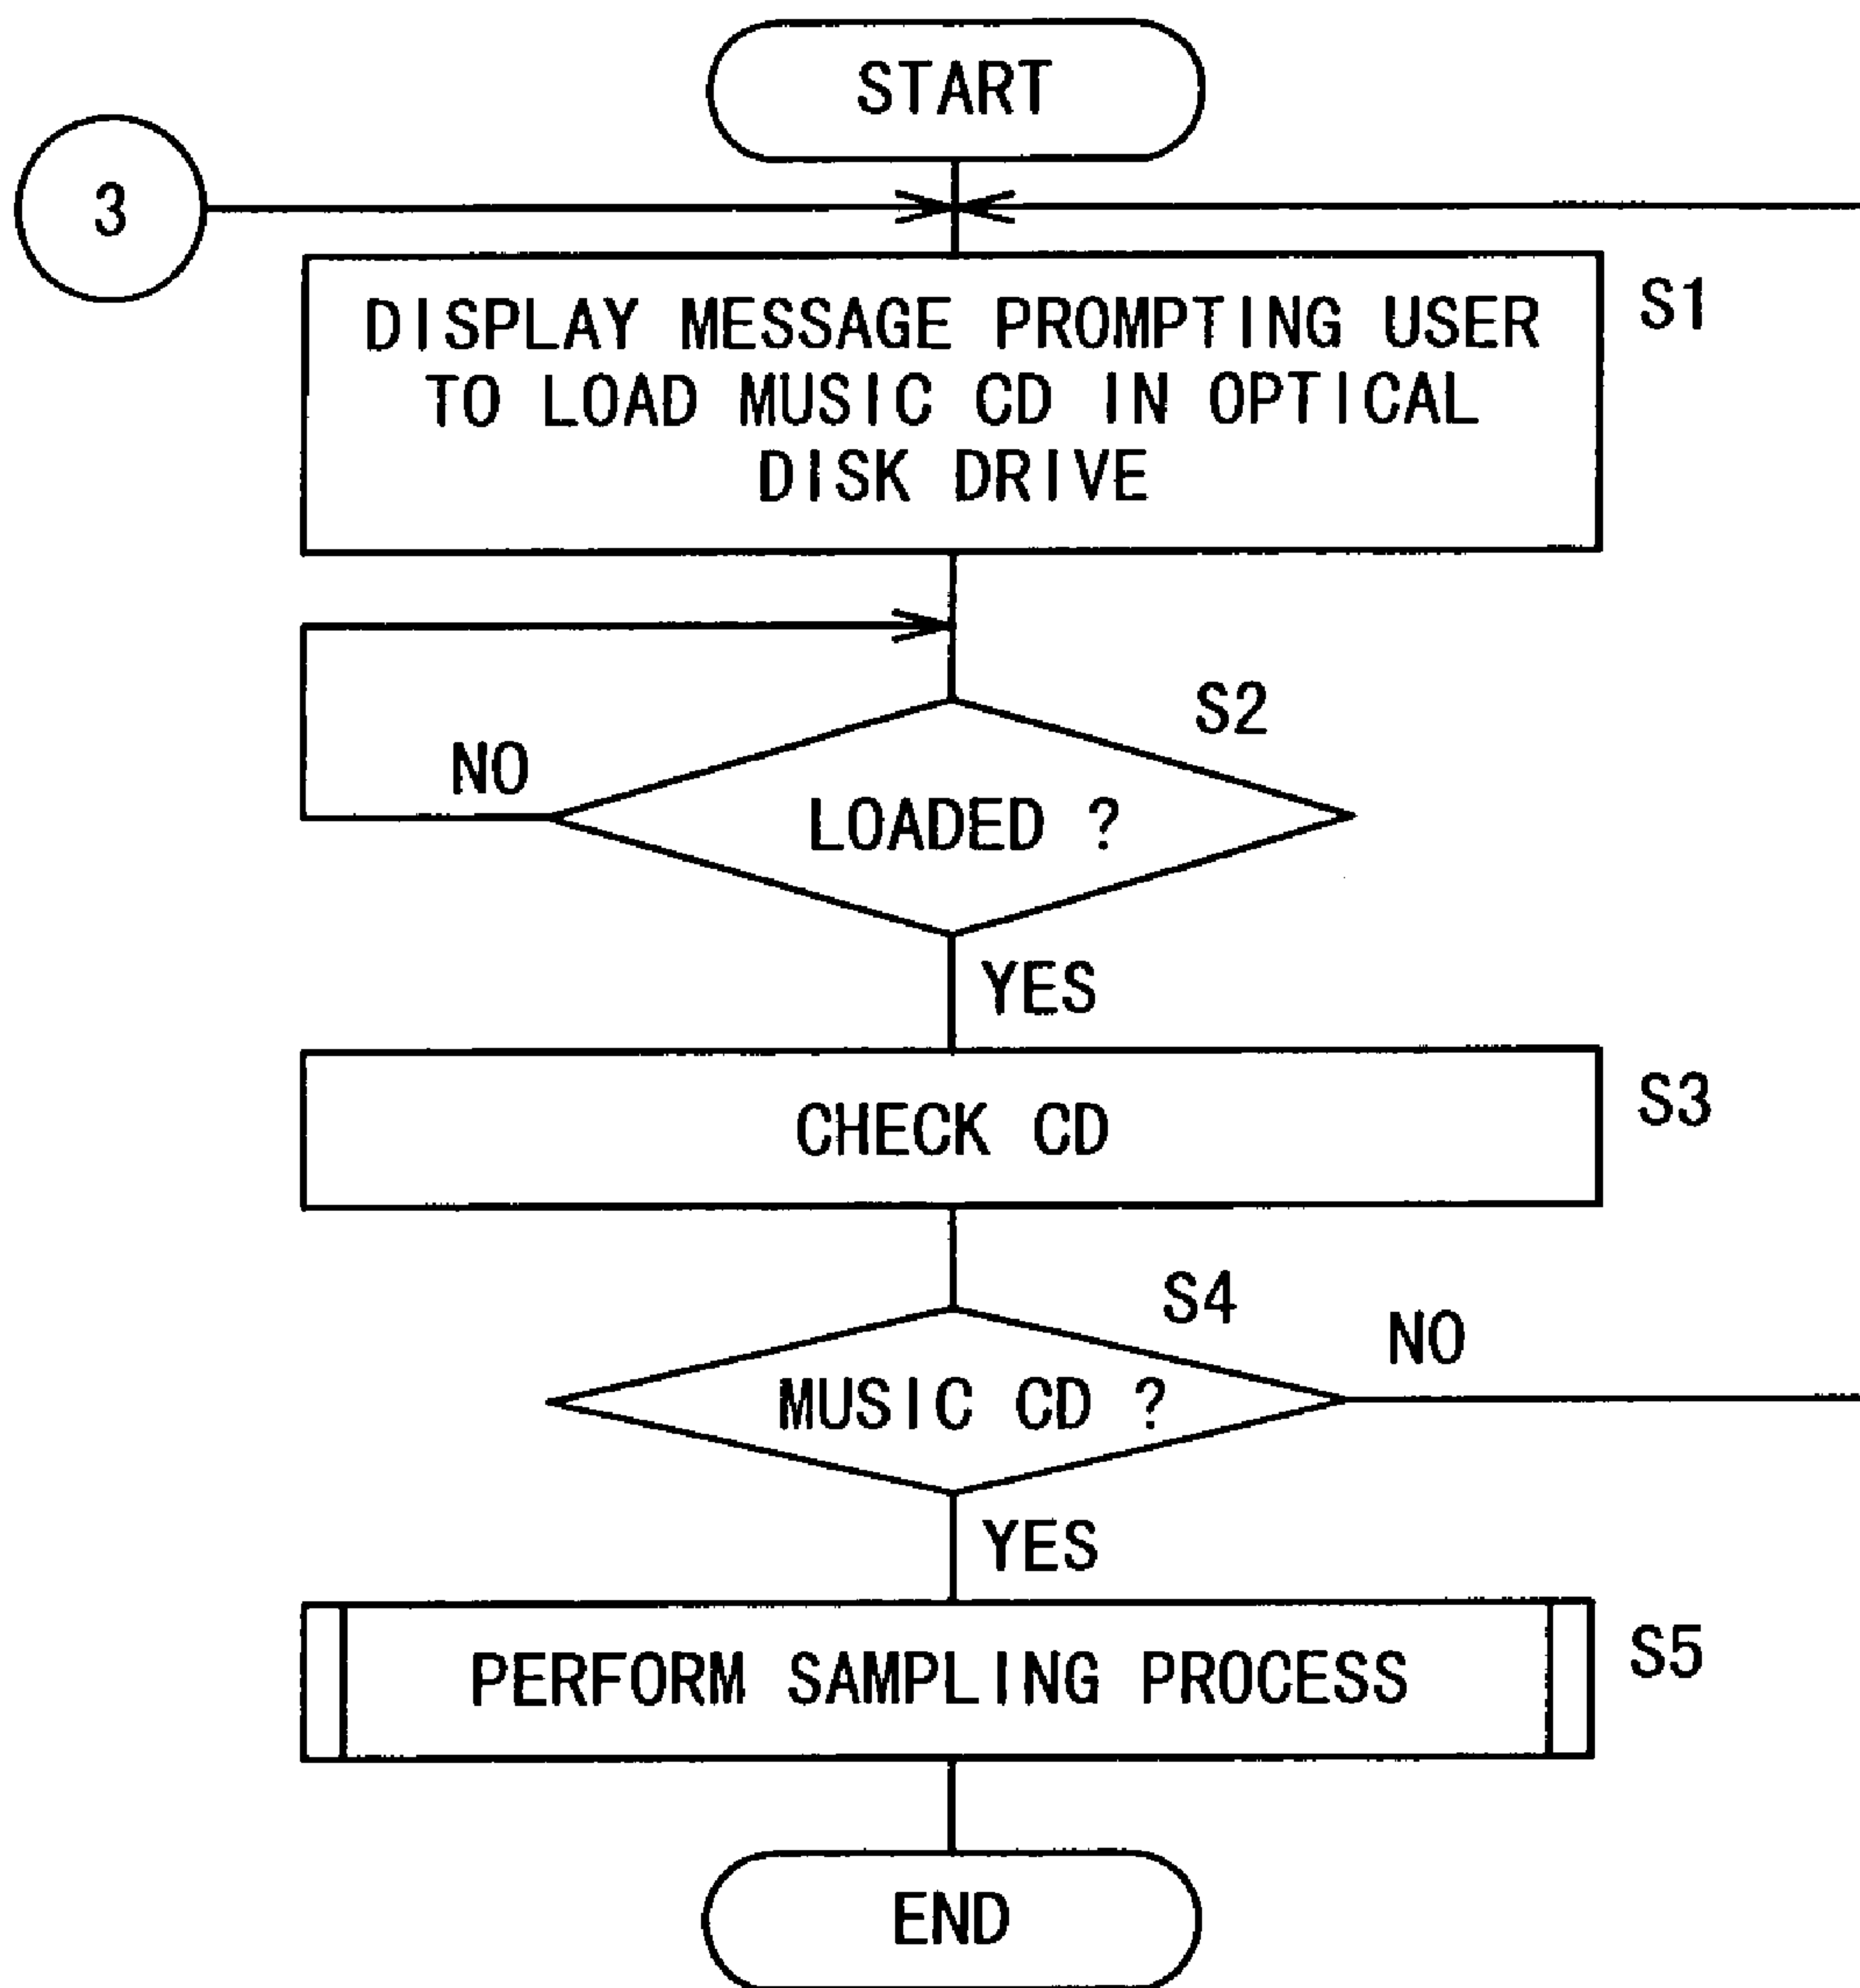 START
3
DISPLAY MESSAGE PROMPTING USER
TO LOAD MUSIC CD IN OPTICAL
DISK DRIVE
S1
S2
NO
LOADED ?
YES
CHECK CD
S3
S4
NO
MUSIC CD ?
YES
PERFORM SAMPLING PROCESS
S5
END